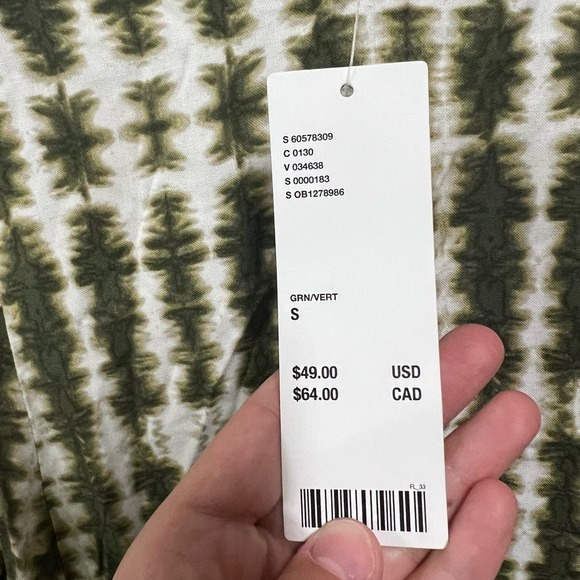 S 60578309
C 0130
V 034638
S 0000183
S OB1278986
GRN/VERT
S
$49.00 USD
$64.00 CAD
FL_33